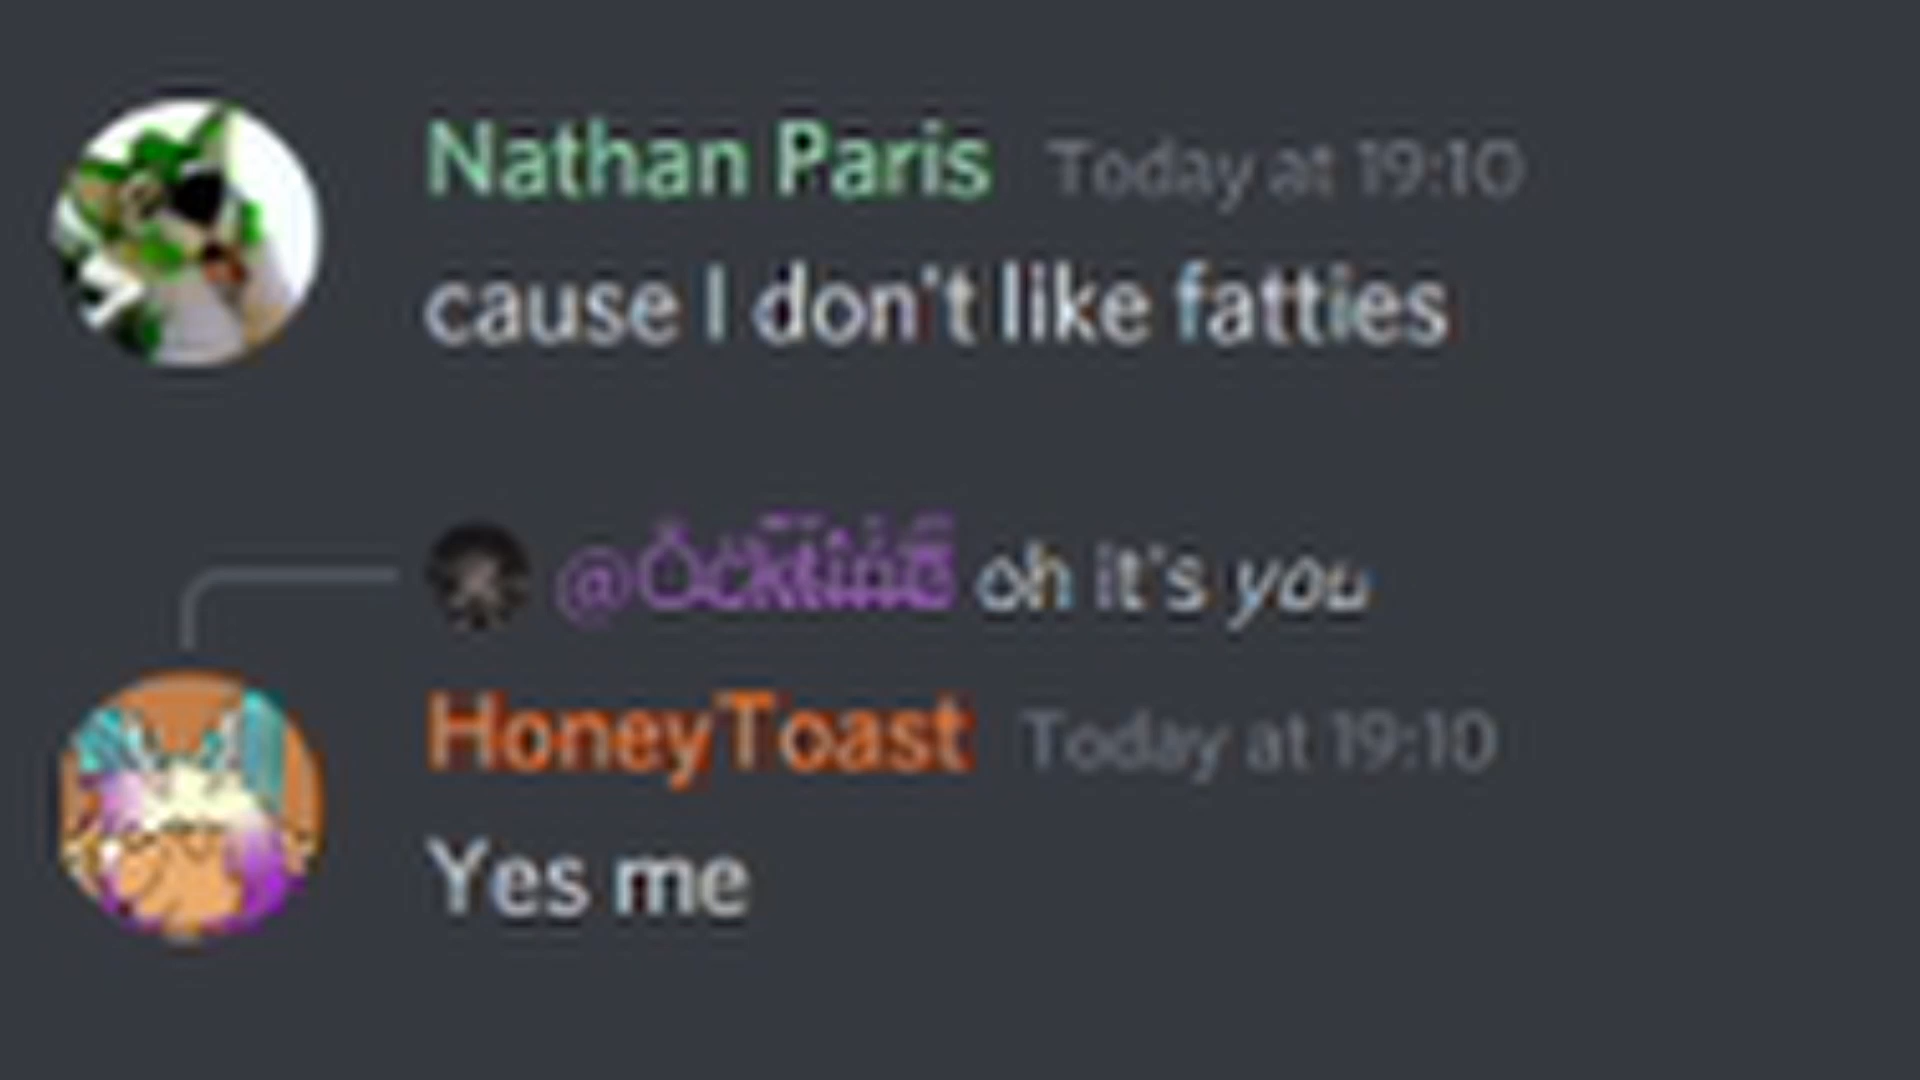 Nathan Paris Today at 19:10
cause I don't like fatties
oh it's you
HoneyToast Today at 19:10
Yes me